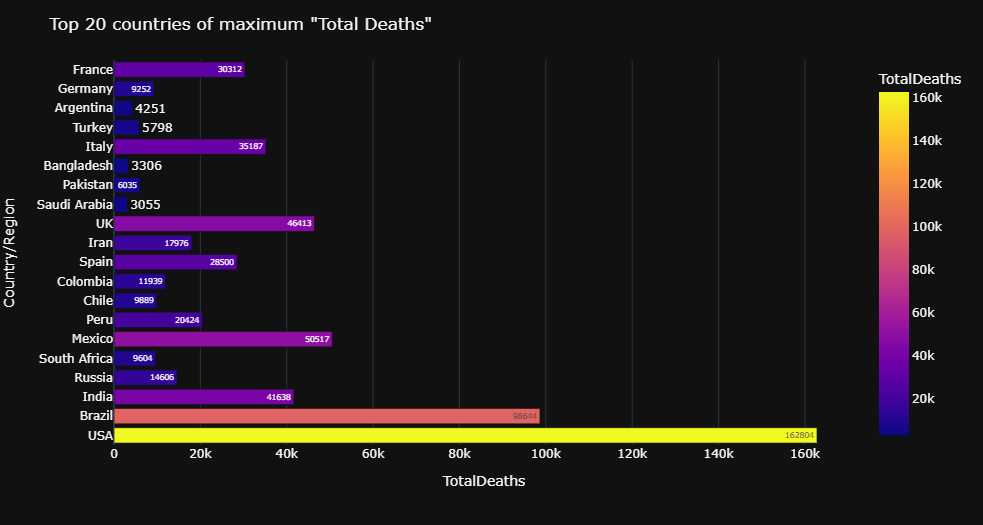 Top 20 countries of maximum "Total Deaths"
TotalDeaths
160k
140k
120k
100k
80k
60k
40k
20k
Country/Region
France 30312
Germany 9252
Argentina 4251
Turkey 5798
Italy 35187
Bangladesh 3306
Pakistan 6035
Saudi Arabia 3055
UK 46413
Iran 17976
Spain 28500
Colombia 11939
Chile 9889
Peru 20424
Mexico 50517
South Africa 9604
Russia 14606
India 41638
Brazil 98644
USA 162804
0 20k 40k 60k 80k 100k 120k 140k 160k
TotalDeaths